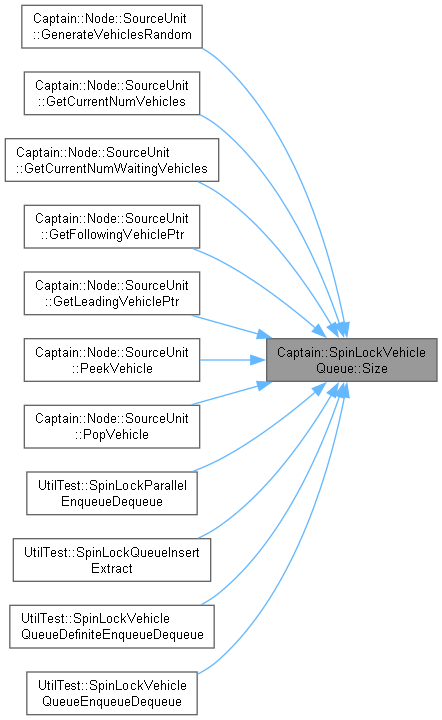 Captain::Node::SourceUnit
::GenerateVehiclesRandom
Captain::Node::SourceUnit
::GetCurrentNumVehicles
Captain::Node::SourceUnit
::GetCurrentNumWaitingVehicles
Captain::Node::SourceUnit
::GetFollowingVehiclePtr
Captain::Node::SourceUnit
::GetLeadingVehiclePtr
Captain::SpinLockVehicle
Queue::Size
Captain::Node::SourceUnit
::PeekVehicle
Captain::Node::SourceUnit
::PopVehicle
UtilTest::SpinLockParallel
EnqueueDequeue
UtilTest::SpinLockQueueInsert
Extract
UtilTest::SpinLockVehicle
QueueDefiniteEnqueueDequeue
UtilTest::SpinLockVehicle
QueueEnqueueDequeue